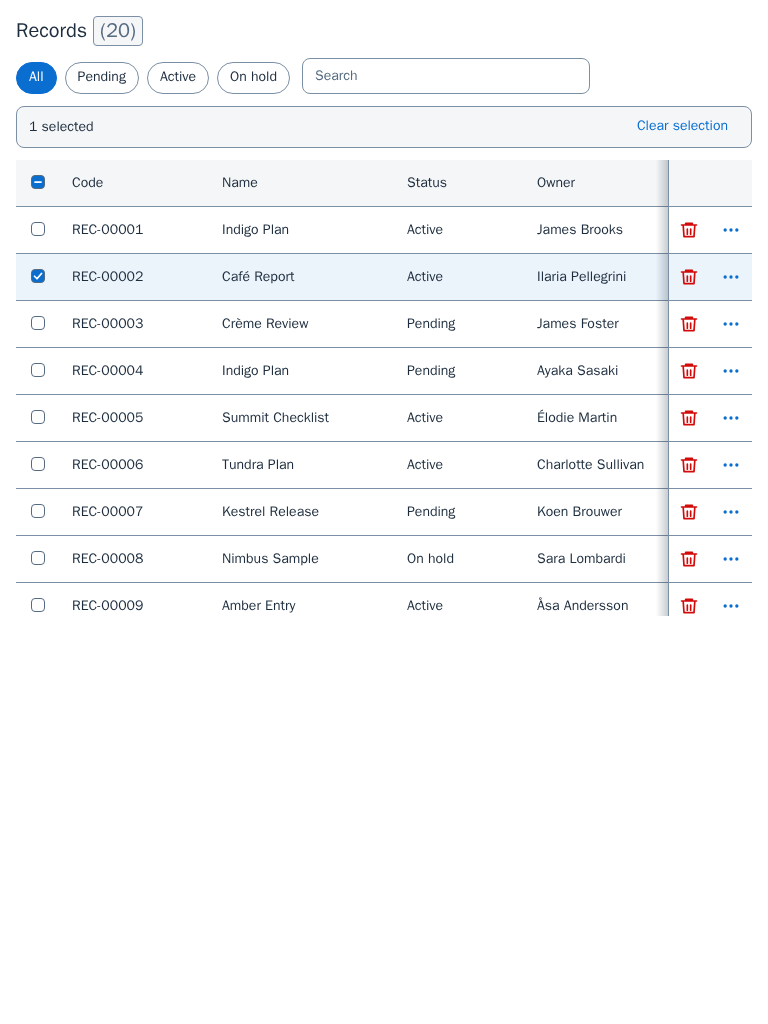 Records (20)
All Pending Active On hold Search
1 selected Clear selection
Code Name Status Owner
REC-00001 Indigo Plan Active James Brooks
REC-00002 Café Report Active Ilaria Pellegrini
REC-00003 Crème Review Pending James Foster
REC-00004 Indigo Plan Pending Ayaka Sasaki
REC-00005 Summit Checklist Active Élodie Martin
REC-00006 Tundra Plan Active Charlotte Sullivan
REC-00007 Kestrel Release Pending Koen Brouwer
REC-00008 Nimbus Sample On hold Sara Lombardi
REC-00009 Amber Entry Active Åsa Andersson